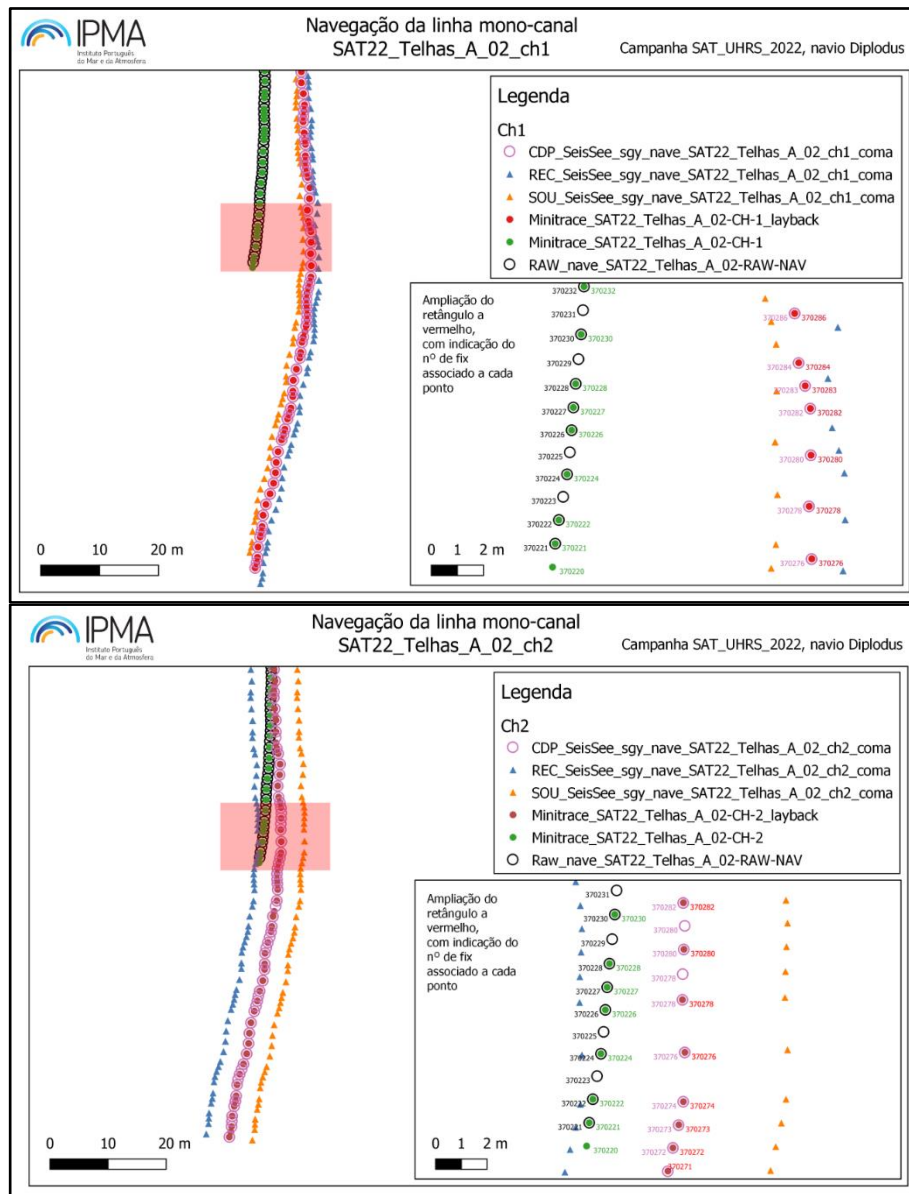 IPMA
Instituto Português
do Mar e da Atmosfera
Navegação da linha mono-canal
SAT22_Telhas_A_02_ch1
Campanha SAT_UHRS_2022, navio Diplodus
Legenda
Ch1
CDP_SeisSee_sgy_nave_SAT22_Telhas_A_02_ch1_coma
REC_SeisSee_sgy_nave_SAT22_Telhas_A_02_ch1_coma
SOU_SeisSee_sgy_nave_SAT22_Telhas_A_02_ch1_coma
Minitrace_SAT22_Telhas_A_02-CH-1_layback
Minitrace_SAT22_Telhas_A_02-CH-1
RAW_nave_SAT22_Telhas_A_02-RAW-NAV
Ampliação do
retângulo a
vermelho,
com indicação do
nº de fix
associado a cada
ponto
370232 370232
370231
370286 370286
370230 370230
370229
370284 370284
370228 370228
370283 370283
370227 370227
370282 370282
370226 370226
370225
370280 370280
370224 370224
370223
370278 370278
370222 370222
370221 370221
370276 370276
370220
0 10 20 m
0 1 2 m
IPMA
Instituto Português
do Mar e da Atmosfera
Navegação da linha mono-canal
SAT22_Telhas_A_02_ch2
Campanha SAT_UHRS_2022, navio Diplodus
Legenda
Ch2
CDP_SeisSee_sgy_nave_SAT22_Telhas_A_02_ch2_coma
REC_SeisSee_sgy_nave_SAT22_Telhas_A_02_ch2_coma
SOU_SeisSee_sgy_nave_SAT22_Telhas_A_02_ch2_coma
Minitrace_SAT22_Telhas_A_02-CH-2_layback
Minitrace_SAT22_Telhas_A_02-CH-2
Raw_nave_SAT22_Telhas_A_02-RAW-NAV
Ampliação do
retângulo a
vermelho,
com indicação do
nº de fix
associado a cada
ponto
370231
370282 370282
370230 370230
370280
370229
370280 370280
370228 370228
370278
370227 370227
370278 370278
370226 370226
370225
370276 370276
370224 370224
370223
370274 370274
370222 370222
370221 370221
370273 370273
370220
370272 370272
370271
0 10 20 m
0 1 2 m